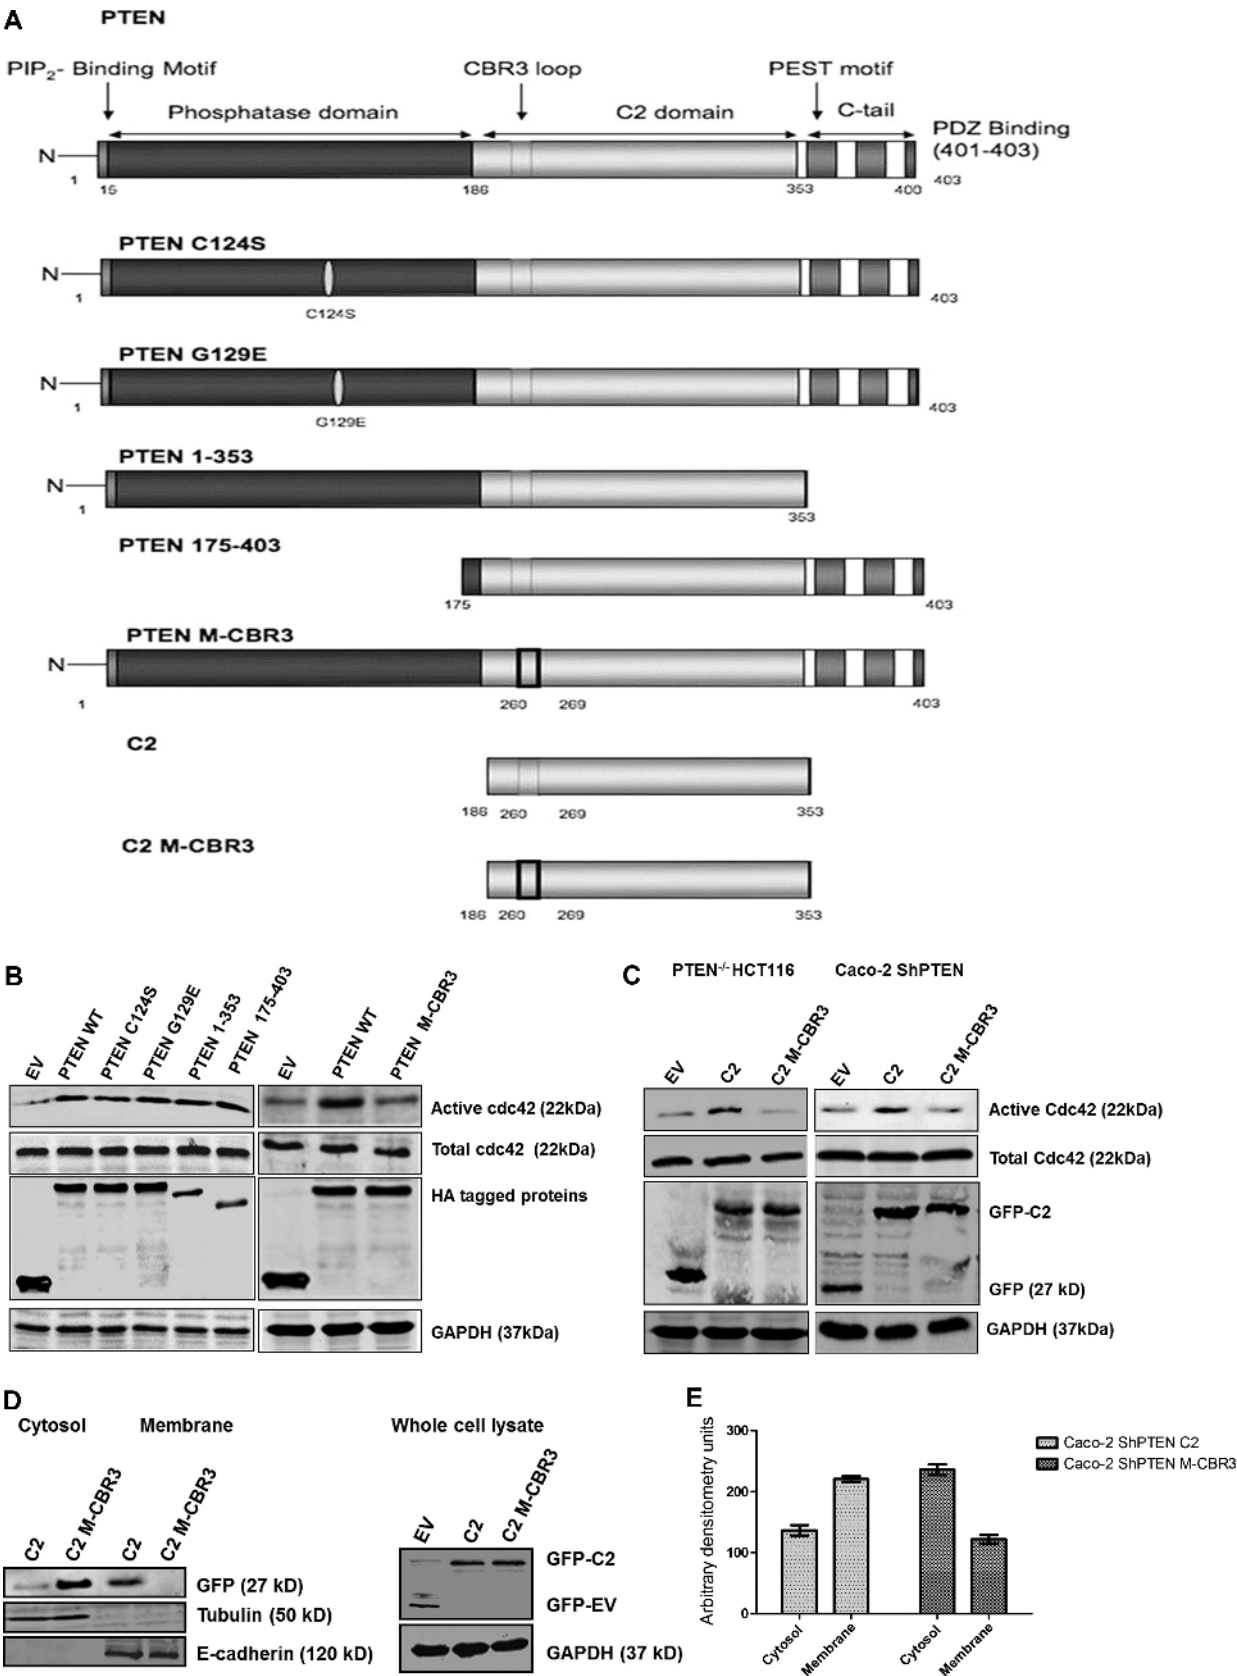 A
PTEN
PIP2- Binding Motif
CBR3 loop
PEST motif
Phosphatase domain
C2 domain
C-tail
PDZ Binding
(401-403)
N
1
15
186
353
400
403
PTEN C124S
N
1
C124S
403
PTEN G129E
N
1
G129E
403
PTEN 1-353
N
1
353
PTEN 175-403
175
403
PTEN M-CBR3
N
1
260
269
403
C2
186
260
269
353
C2 M-CBR3
186
260
269
353
B
EV
PTEN WT
PTEN C124S
PTEN G129E
PTEN 1-353
PTEN 175-403
EV
PTEN WT
PTEN M-CBR3
Active cdc42 (22kDa)
Total cdc42 (22kDa)
HA tagged proteins
GAPDH (37kDa)
C
PTEN-/- HCT116
Caco-2 ShPTEN
EV
C2
C2 M-CBR3
EV
C2
C2 M-CBR3
Active Cdc42 (22kDa)
Total Cdc42 (22kDa)
GFP-C2
GFP (27 kD)
GAPDH (37kDa)
D
Cytosol
Membrane
C2
C2 M-CBR3
C2
C2 M-CBR3
GFP (27 kD)
Tubulin (50 kD)
E-cadherin (120 kD)
Whole cell lysate
EV
C2
C2 M-CBR3
GFP-C2
GFP-EV
GAPDH (37 kD)
E
Arbitrary densitometry units
300
200
100
0
Cytosol
Membrane
Cytosol
Membrane
Caco-2 ShPTEN C2
Caco-2 ShPTEN M-CBR3